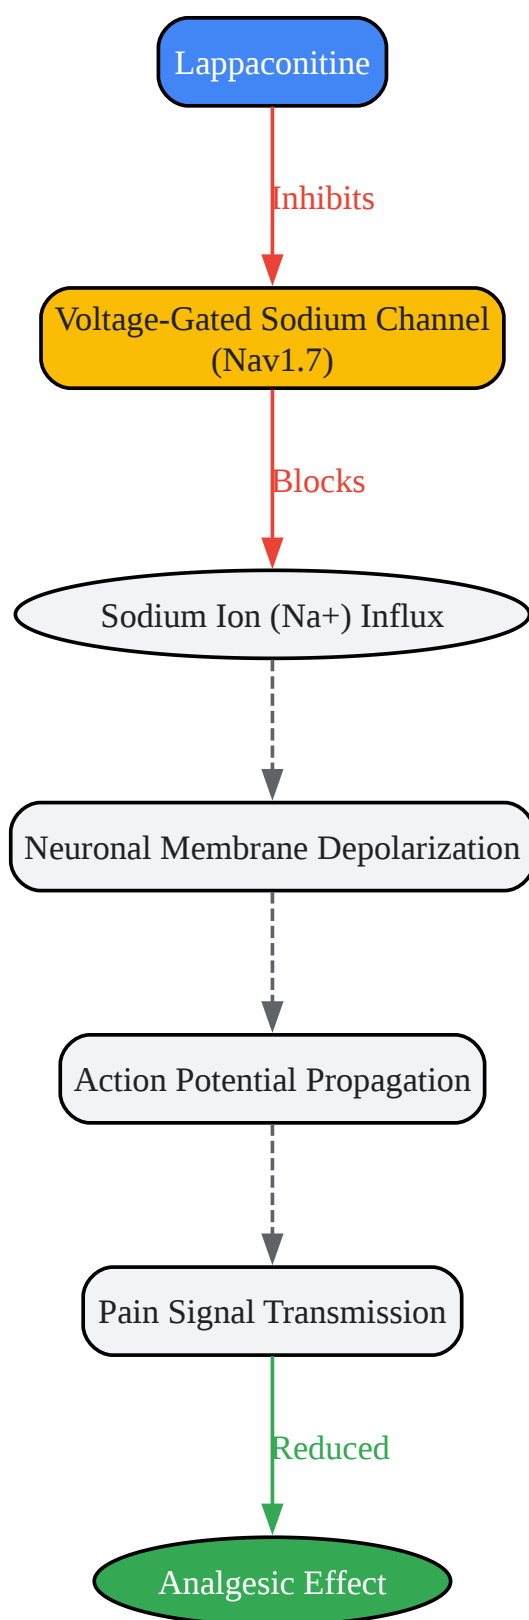 Lappaconitine
Inhibits
Voltage-Gated Sodium Channel
(Nav1.7)
Blocks
Sodium Ion (Na+) Influx
Neuronal Membrane Depolarization
Action Potential Propagation
Pain Signal Transmission
Reduced
Analgesic Effect